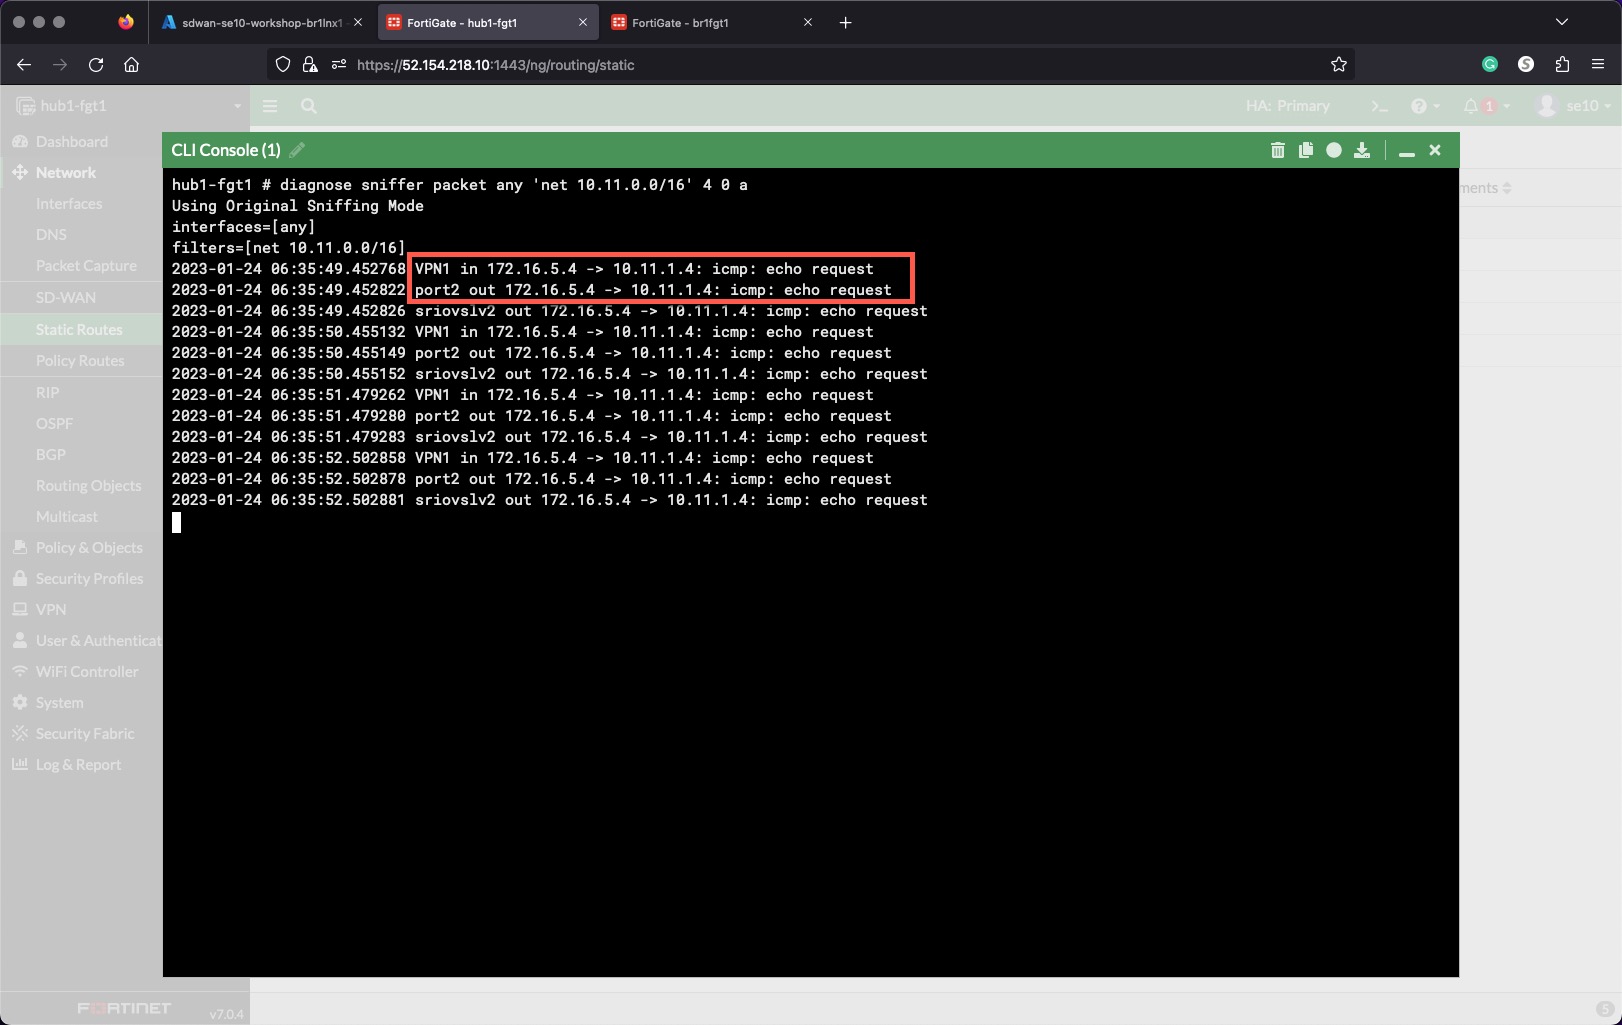 sdwan-se10-workshop-br1lnx1 -
FortiGate - hub1-fgt1
FortiGate - br1fgt1
https://52.154.218.10:1443/ng/routing/static
hub1-fgt1
HA: Primary
>_
1
se10
Dashboard
Network
Interfaces
DNS
Packet Capture
SD-WAN
Static Routes
Policy Routes
RIP
OSPF
BGP
Routing Objects
Multicast
Policy & Objects
Security Profiles
VPN
User & Authenticat
WiFi Controller
System
Security Fabric
Log & Report
FORTINET
v7.0.4
ments
CLI Console (1)
hub1-fgt1 # diagnose sniffer packet any 'net 10.11.0.0/16' 4 0 a
Using Original Sniffing Mode
interfaces=[any]
filters=[net 10.11.0.0/16]
2023-01-24 06:35:49.452768 VPN1 in 172.16.5.4 -> 10.11.1.4: icmp: echo request
2023-01-24 06:35:49.452822 port2 out 172.16.5.4 -> 10.11.1.4: icmp: echo request
2023-01-24 06:35:49.452826 sriovslv2 out 172.16.5.4 -> 10.11.1.4: icmp: echo request
2023-01-24 06:35:50.455132 VPN1 in 172.16.5.4 -> 10.11.1.4: icmp: echo request
2023-01-24 06:35:50.455149 port2 out 172.16.5.4 -> 10.11.1.4: icmp: echo request
2023-01-24 06:35:50.455152 sriovslv2 out 172.16.5.4 -> 10.11.1.4: icmp: echo request
2023-01-24 06:35:51.479262 VPN1 in 172.16.5.4 -> 10.11.1.4: icmp: echo request
2023-01-24 06:35:51.479280 port2 out 172.16.5.4 -> 10.11.1.4: icmp: echo request
2023-01-24 06:35:51.479283 sriovslv2 out 172.16.5.4 -> 10.11.1.4: icmp: echo request
2023-01-24 06:35:52.502858 VPN1 in 172.16.5.4 -> 10.11.1.4: icmp: echo request
2023-01-24 06:35:52.502878 port2 out 172.16.5.4 -> 10.11.1.4: icmp: echo request
2023-01-24 06:35:52.502881 sriovslv2 out 172.16.5.4 -> 10.11.1.4: icmp: echo request
5